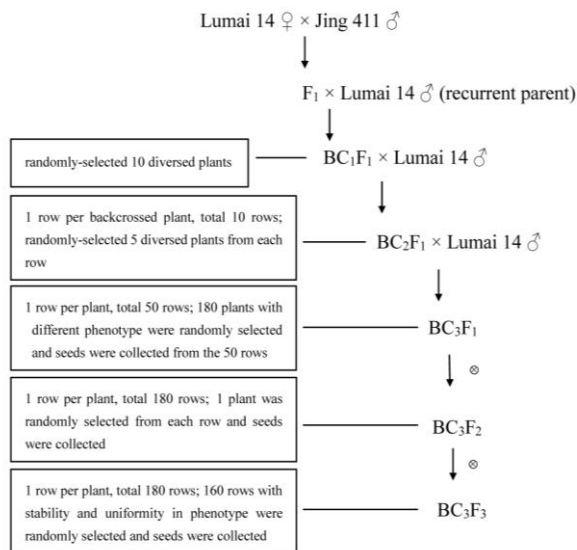 Lumai 14 ♀ × Jing 411 ♂
F₁ × Lumai 14 ♂ (recurrent parent)
randomly-selected 10 diversed plants
BC₁F₁ × Lumai 14 ♂
1 row per backcrossed plant, total 10 rows;
randomly-selected 5 diversed plants from each
row
BC₂F₁ × Lumai 14 ♂
1 row per plant, total 50 rows; 180 plants with
different phenotype were randomly selected
and seeds were collected from the 50 rows
BC₃F₁
⊗
1 row per plant, total 180 rows; 1 plant was
randomly selected from each row and seeds
were collected
BC₃F₂
⊗
1 row per plant, total 180 rows; 160 rows with
stability and uniformity in phenotype were
randomly selected and seeds were collected
BC₃F₃